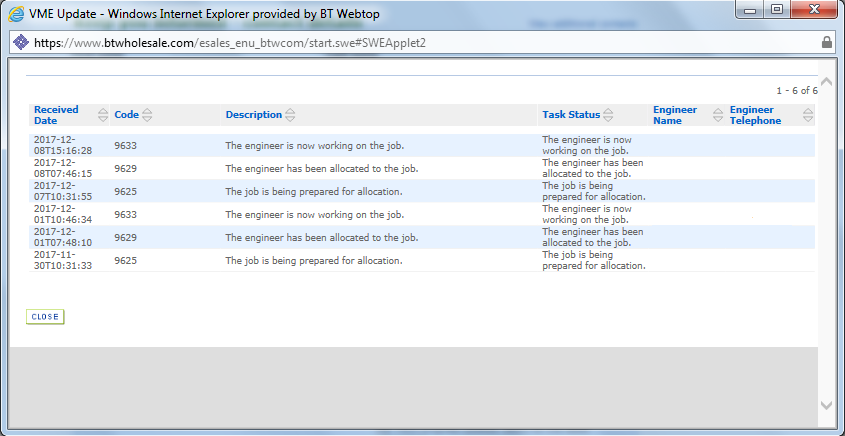 VME Update - Windows Internet Explorer provided by BT Webtop
https://www.btwholesale.com/esales_enu_btwcom/start.swe#SWEApplet2
1 - 6 of 6
Received Date Code Description Task Status Engineer Name Engineer Telephone
2017-12-08T15:16:28 9633 The engineer is now working on the job. The engineer is now working on the job.
2017-12-08T07:46:15 9629 The engineer has been allocated to the job. The engineer has been allocated to the job.
2017-12-07T10:31:55 9625 The job is being prepared for allocation. The job is being prepared for allocation.
2017-12-01T10:46:34 9633 The engineer is now working on the job. The engineer is now working on the job.
2017-12-01T07:48:10 9629 The engineer has been allocated to the job. The engineer has been allocated to the job.
2017-11-30T10:31:33 9625 The job is being prepared for allocation. The job is being prepared for allocation.
CLOSE